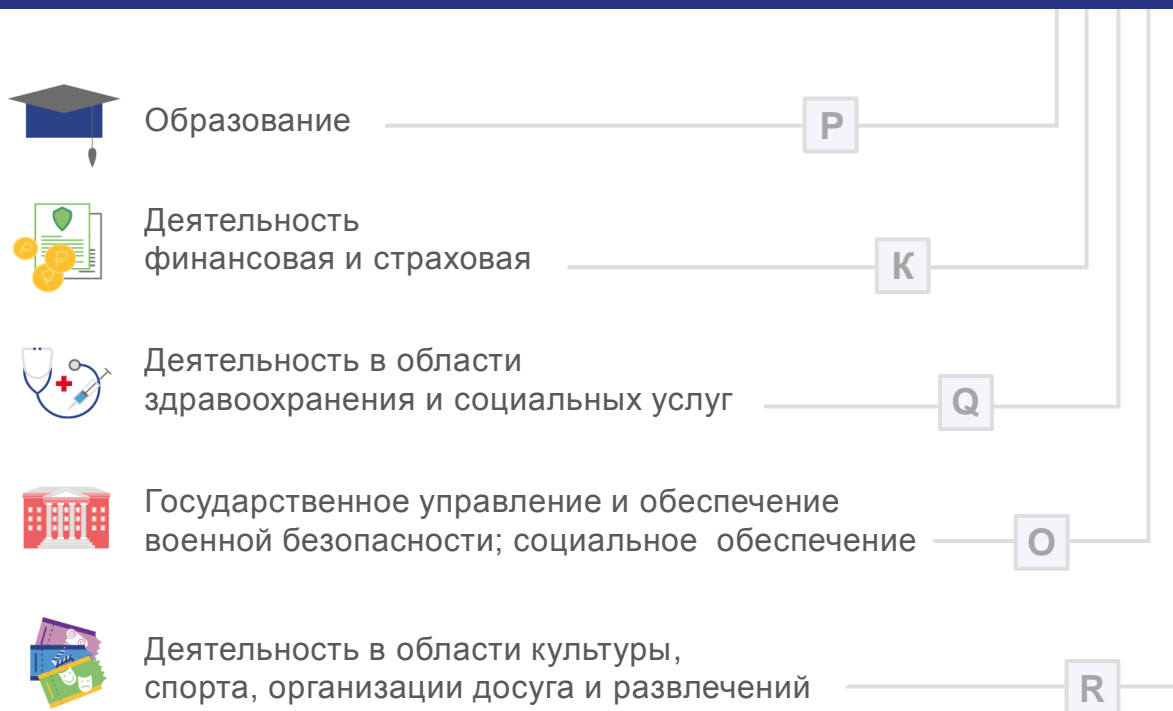 Образование
P
Деятельность
финансовая и страховая
K
Деятельность в области
здравоохранения и социальных услуг
Q
Государственное управление и обеспечение
военной безопасности; социальное обеспечение
O
Деятельность в области культуры,
спорта, организации досуга и развлечений
R